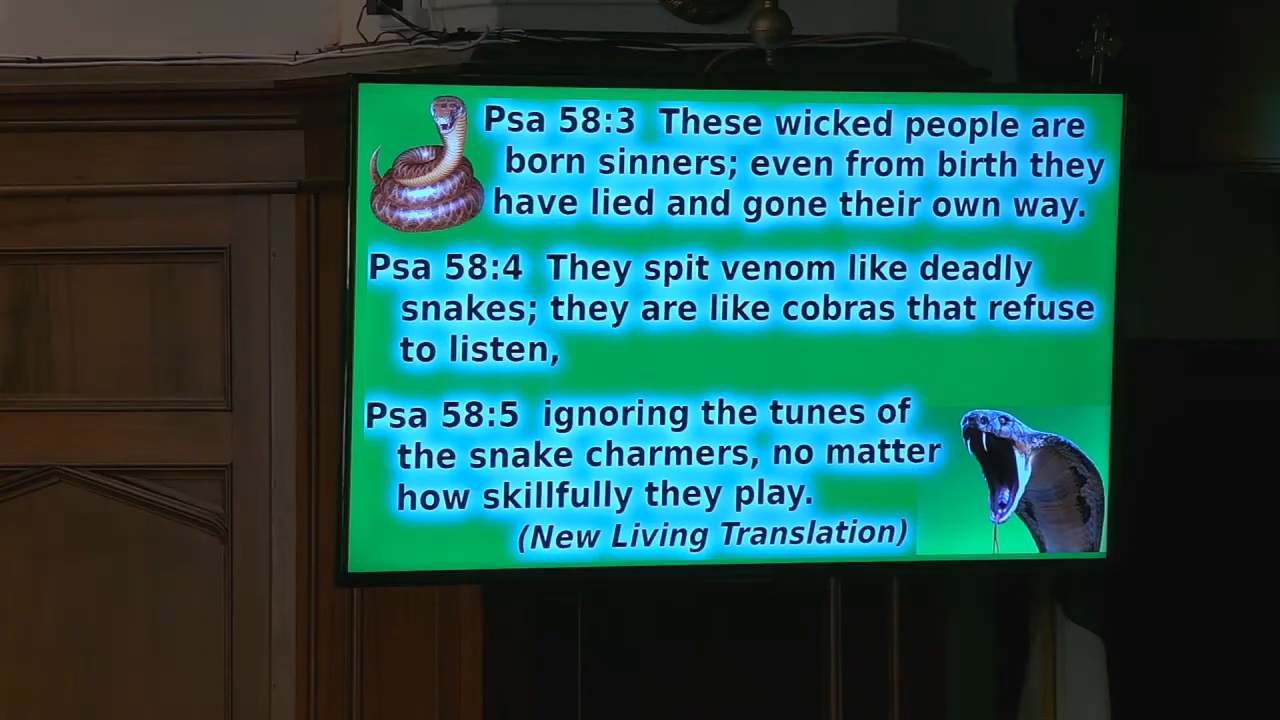 Psa 58:3 These wicked people are
born sinners; even from birth they
have lied and gone their own way.
Psa 58:4 They spit venom like deadly
snakes; they are like cobras that refuse
to listen,
Psa 58:5 ignoring the tunes of
the snake charmers, no matter
how skillfully they play.
(New Living Translation)